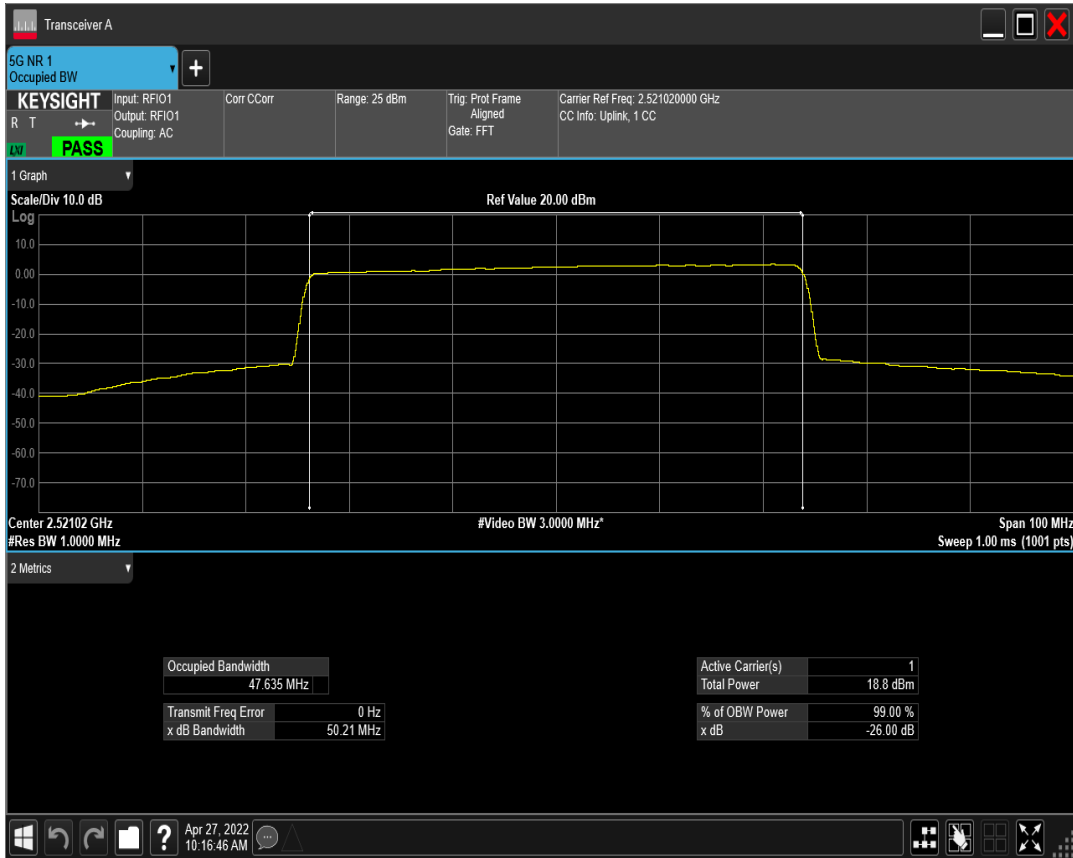 Transceiver A
5G NR 1
Occupied BW
KEYSIGHT
R T
LXI
PASS
Input: RFIO1
Output: RFIO1
Coupling: AC
Corr CCorr
Range: 25 dBm
Trig: Prot Frame
Aligned
Gate: FFT
Carrier Ref Freq: 2.521020000 GHz
CC Info: Uplink, 1 CC
1 Graph
Scale/Div 10.0 dB
Ref Value 20.00 dBm
Log
10.0
0.00
-10.0
-20.0
-30.0
-40.0
-50.0
-60.0
-70.0
Center 2.52102 GHz
#Video BW 3.0000 MHz*
Span 100 MHz
#Res BW 1.0000 MHz
Sweep 1.00 ms (1001 pts)
2 Metrics
Occupied Bandwidth
47.635 MHz
Transmit Freq Error 0 Hz
x dB Bandwidth 50.21 MHz
Active Carrier(s) 1
Total Power 18.8 dBm
% of OBW Power 99.00 %
x dB -26.00 dB
?
Apr 27, 2022
10:16:46 AM